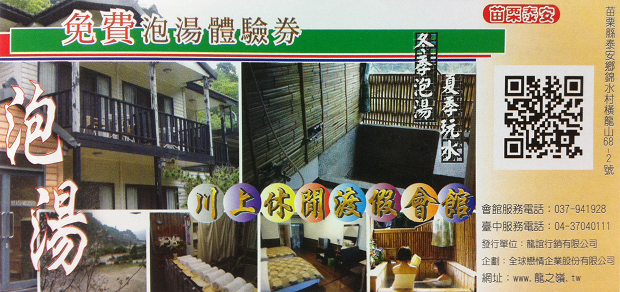 免費泡湯體驗券
苗栗泰安
苗栗縣泰安鄉錦水村橫龍山68-2號
冬季泡湯
夏季玩水
泡湯
川上休閒渡假會館
會館服務電話：037-941928
臺中服務電話：04-37040111
發行單位：龍誼行銷有限公司
企劃：全球戀情企業股份有限公司
網址：www.龍之嶺.tw